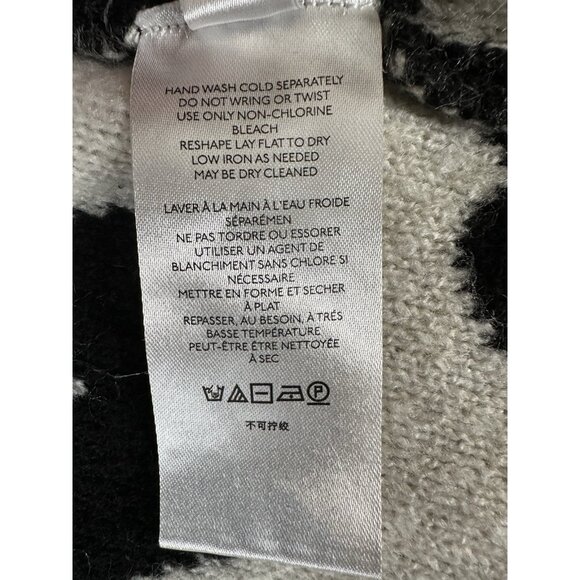 HAND WASH COLD SEPARATELY
DO NOT WRING OR TWIST
USE ONLY NON-CHLORINE
BLEACH
RESHAPE LAY FLAT TO DRY
LOW IRON AS NEEDED
MAY BE DRY CLEANED
LAVER À LA MAIN À L'EAU FROIDE
SÉPARÉMEN
NE PAS TORDRE OU ESSORER
UTILISER UN AGENT DE
BLANCHIMENT SANS CHLORE SI
NÉCESSAIRE
METTRE EN FORME ET SECHER
À PLAT
REPASSER, AU BESOIN, À TRÉS
BASSE TEMPÉRATURE
PEUT-ÊTRE ÊTRE NETTOYÉE
À SEC
P
不可拧绞